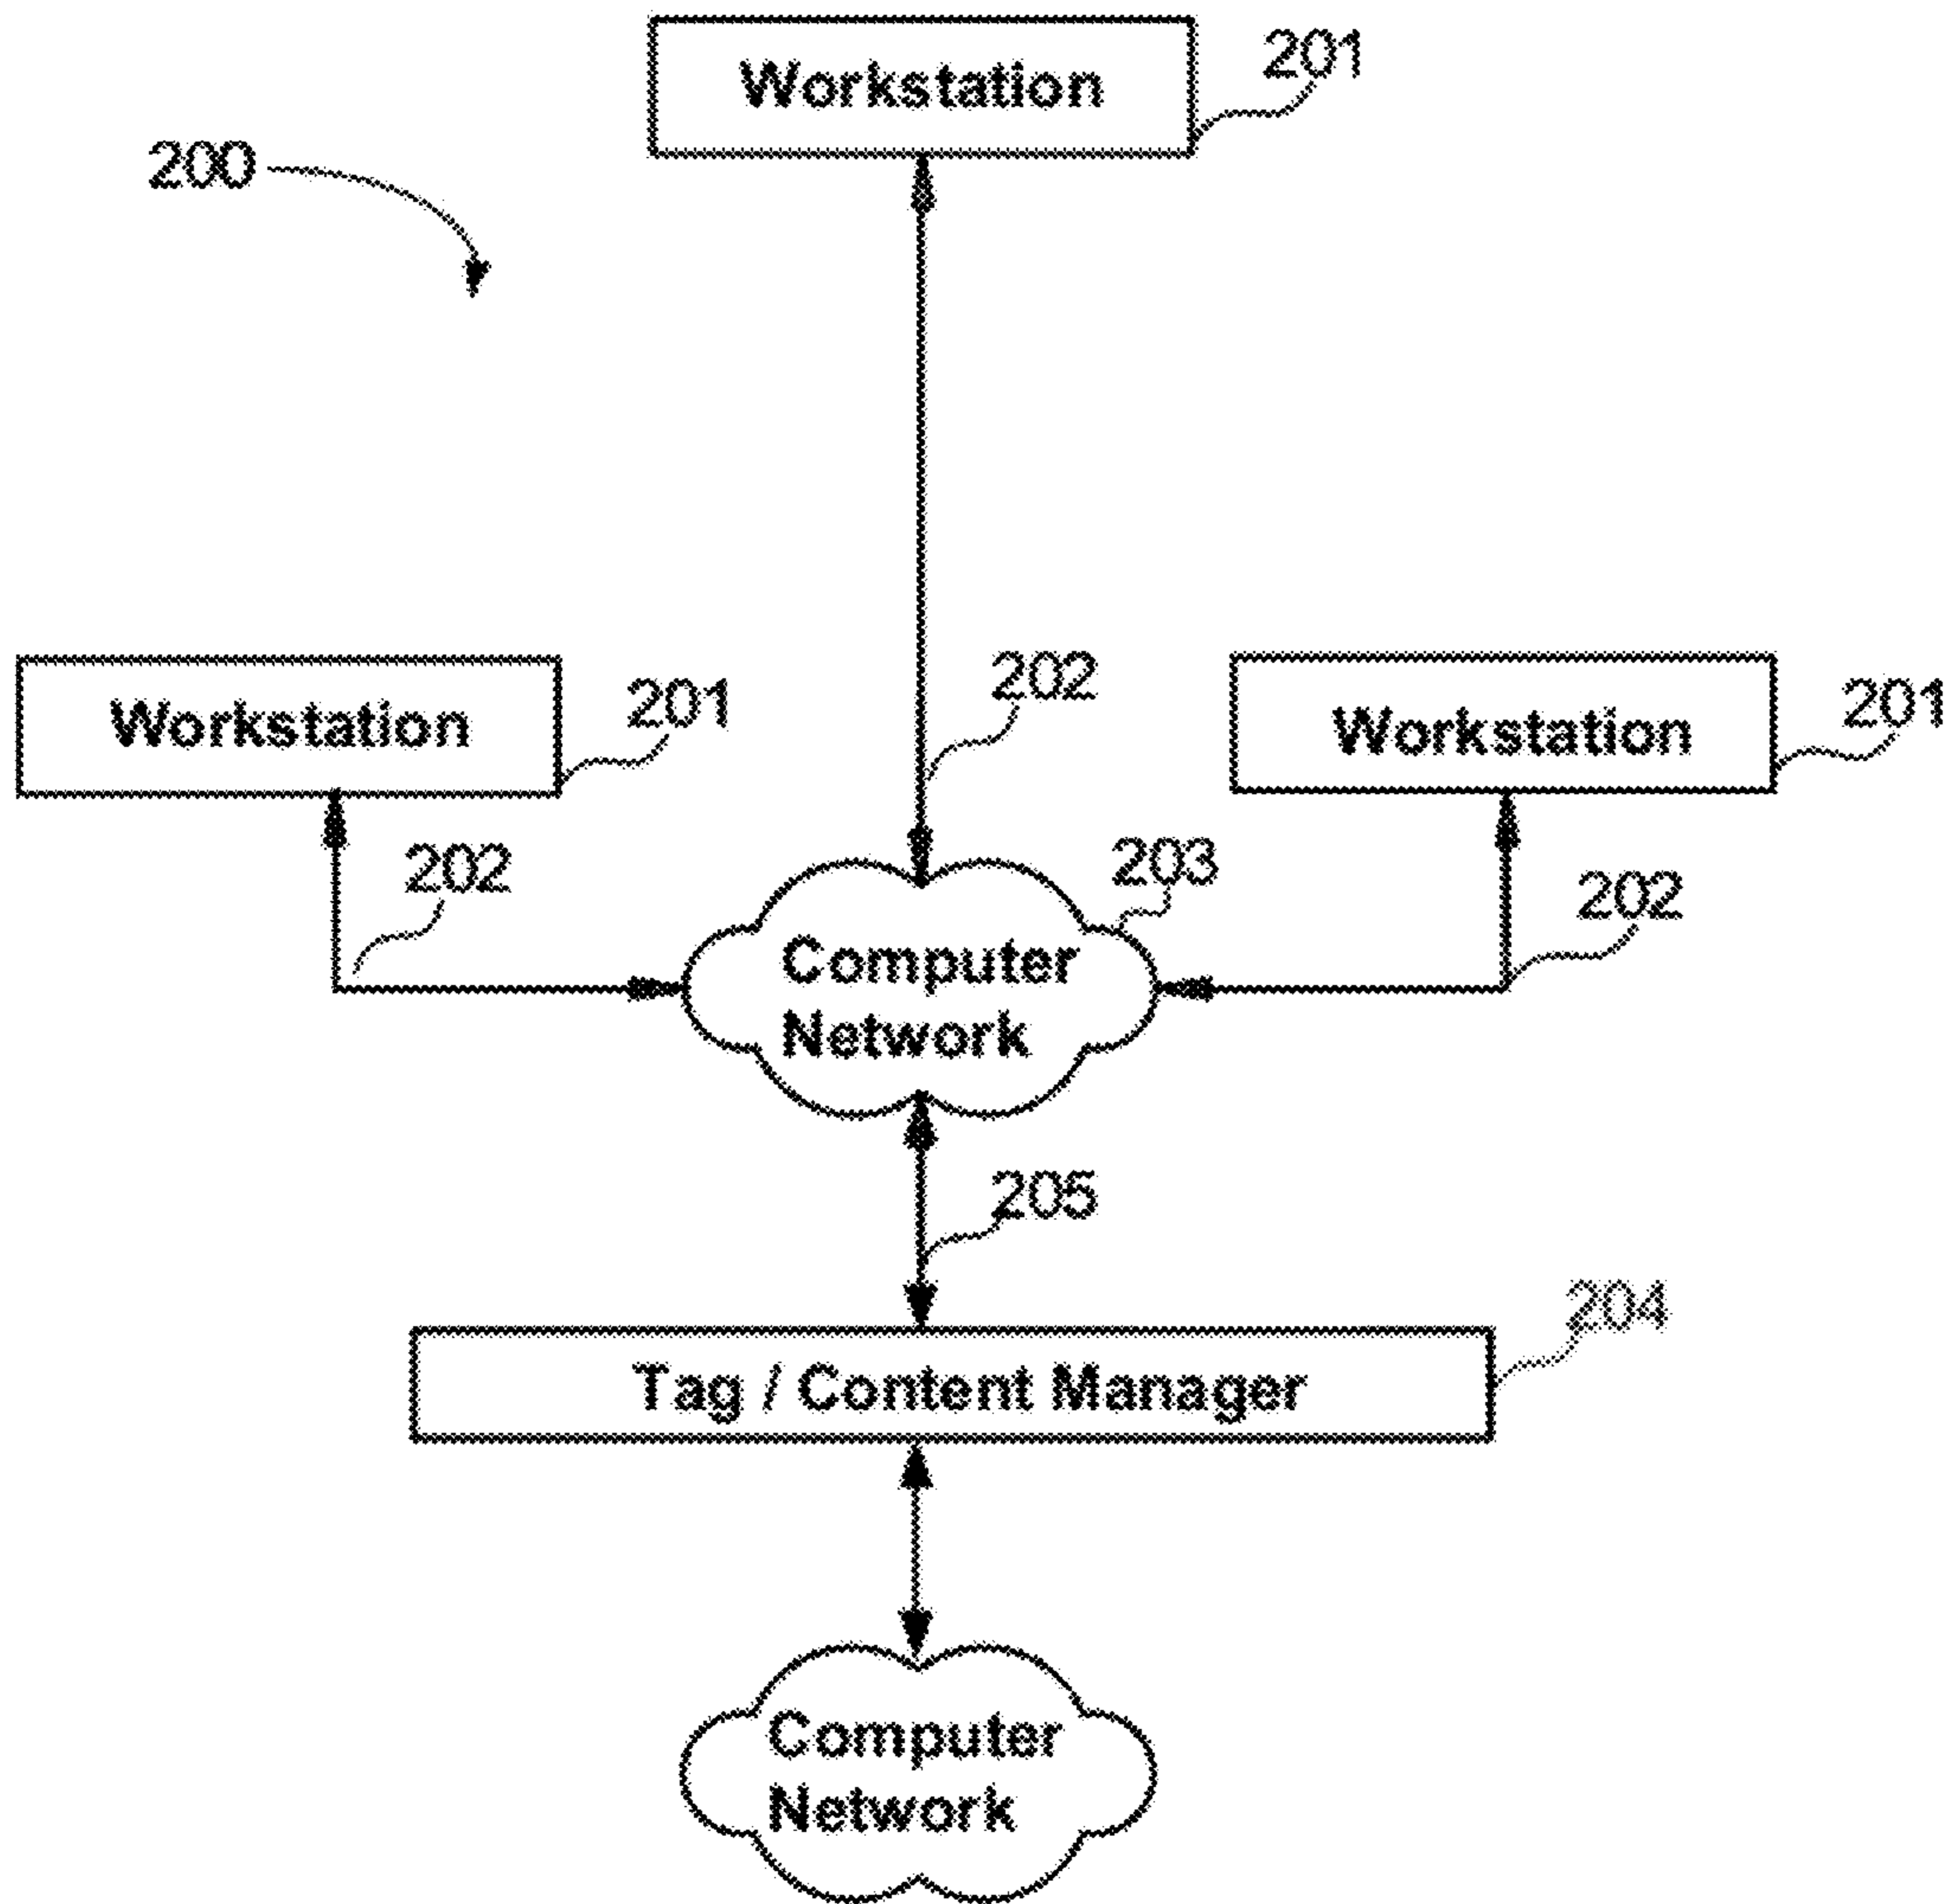 Workstation
201
200
202
Workstation
201
Workstation
201
202
203
202
Computer
Network
205
204
Tag / Content Manager
Computer
Network